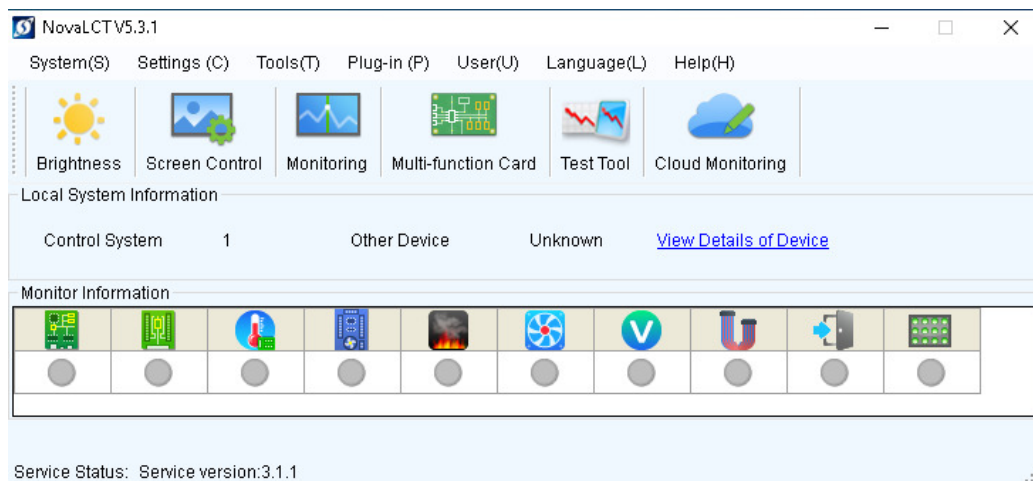 NovaLCT V5.3.1
System(S) Settings (C) Tools(T) Plug-in (P) User(U) Language(L) Help(H)
Brightness Screen Control Monitoring Multi-function Card Test Tool Cloud Monitoring
Local System Information
Control System 1 Other Device Unknown View Details of Device
Monitor Information
V
Service Status: Service version:3.1.1